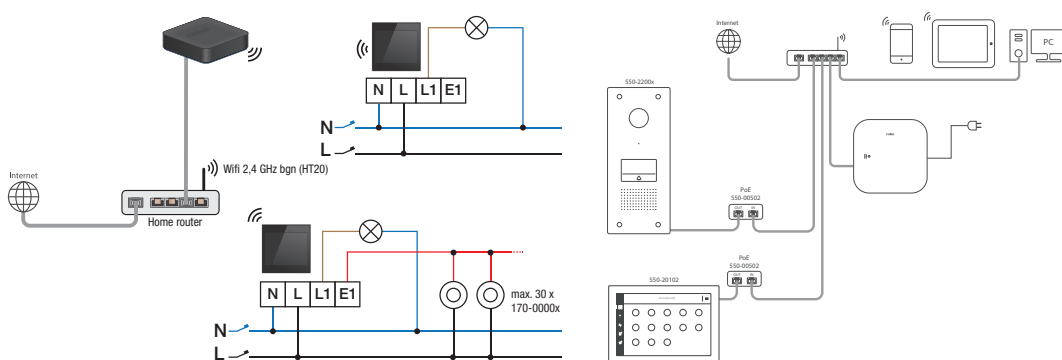 Internet
Wifi 2,4 GHz bgn (HT20)
Home router
N L L1 E1
N
L
N L L1 E1
max. 30 x
170-0000x
N
L
Internet
PC
550-2200x
PoE
550-00502
OUT IN
PoE
550-00502
OUT IN
550-20102